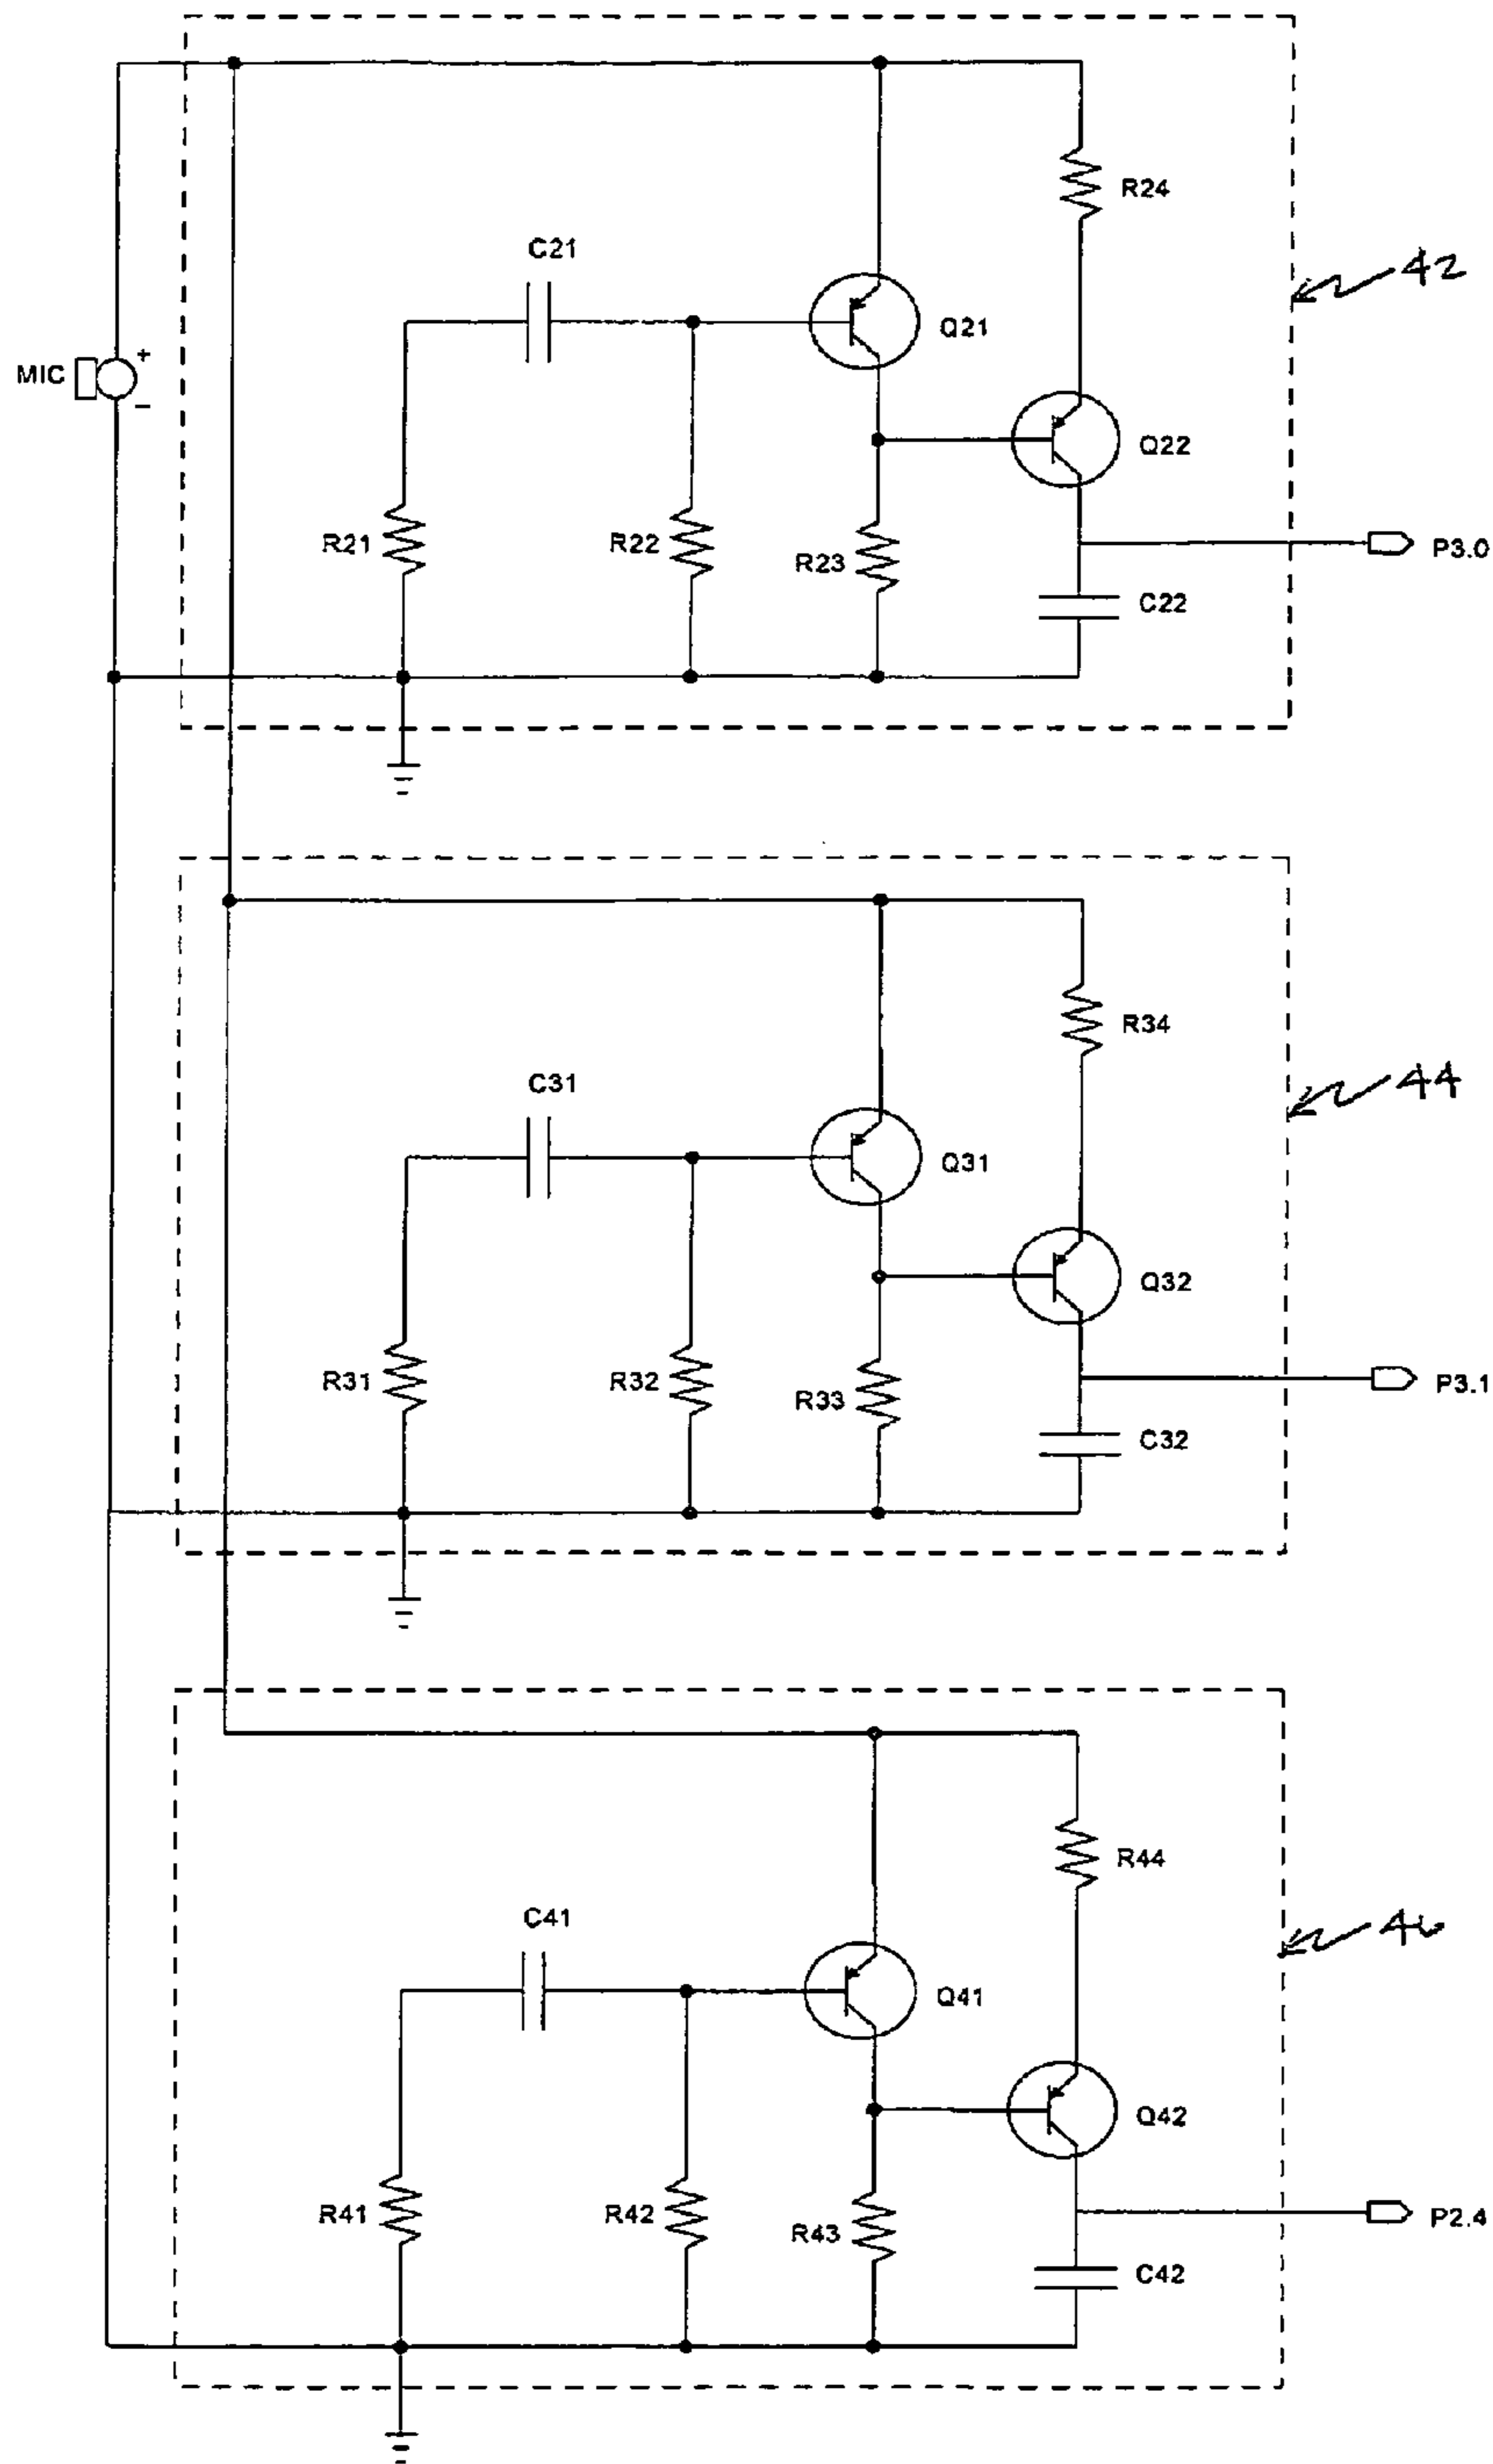 R24
C21
42
Q21
+
MIC
–
Q22
R21
R22
R23
P3.0
C22
R34
C31
44
Q31
Q32
R31
R32
R33
P3.1
C32
R44
C41
46
Q41
Q42
R41
R42
R43
P2.4
C42